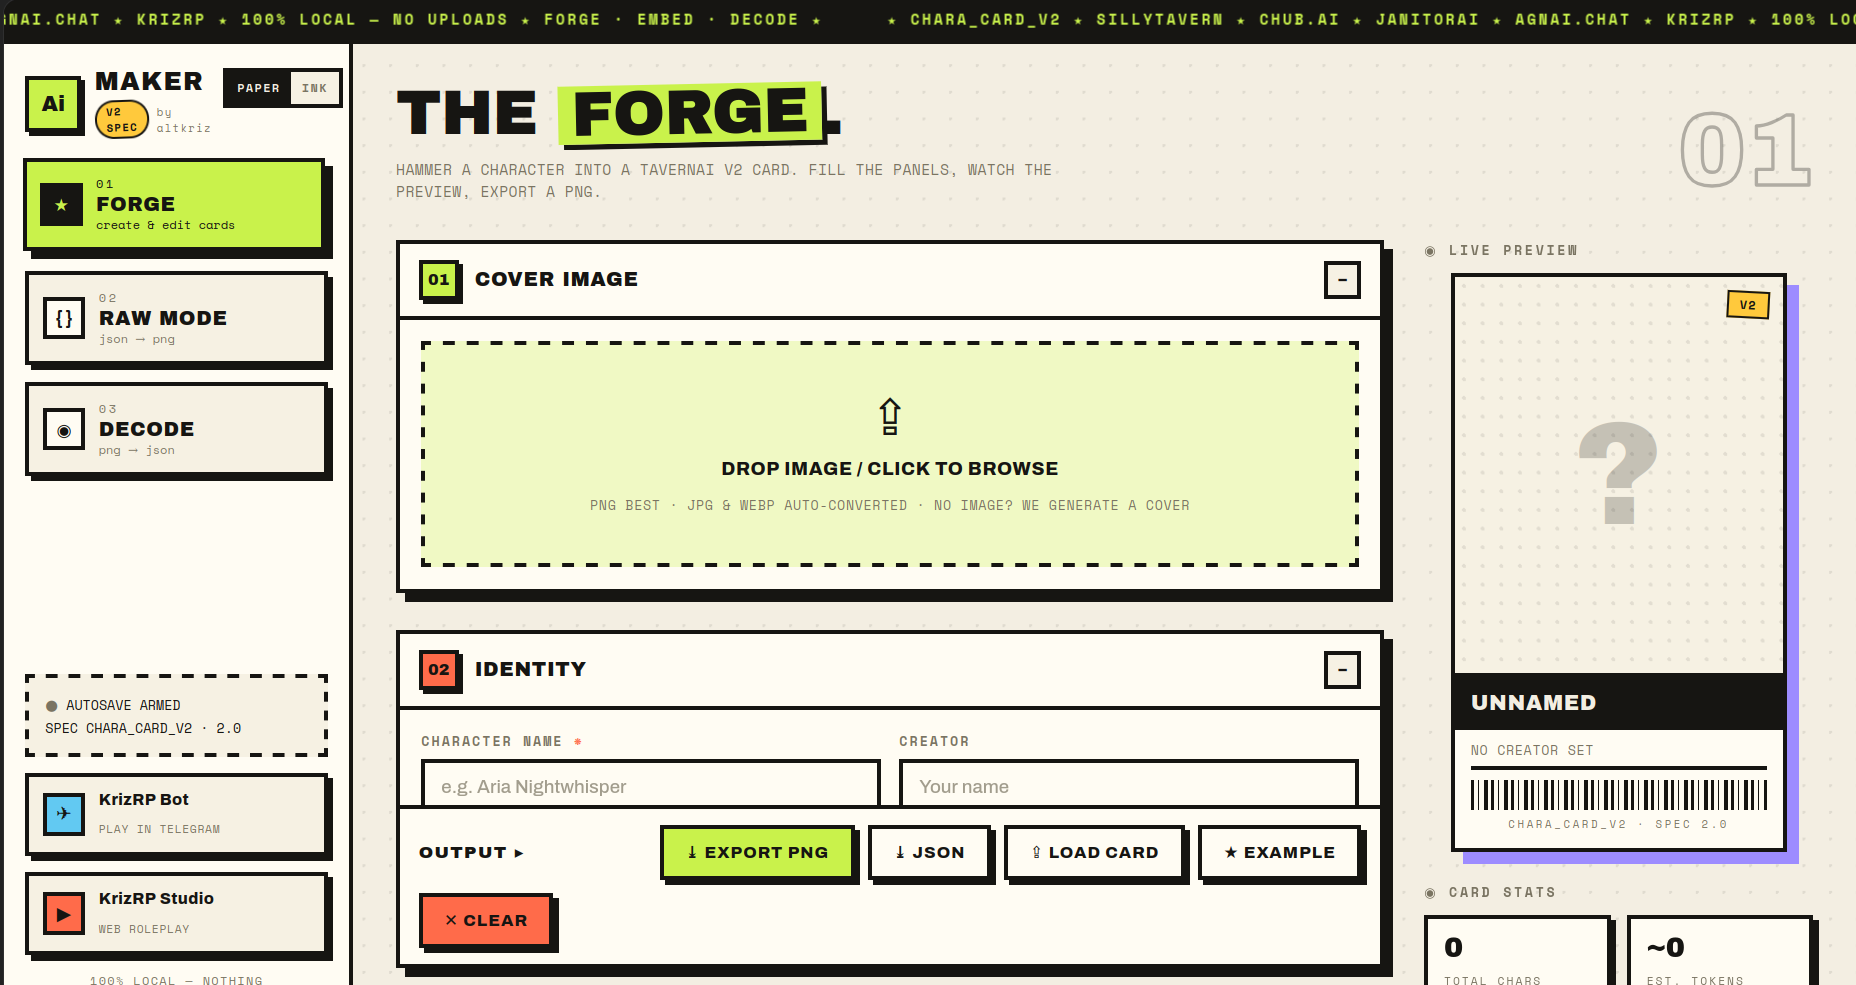 GNAI.CHAT ★ KRIZRP ★ 100% LOCAL — NO UPLOADS ★ FORGE · EMBED · DECODE ★ ★ CHARA_CARD_V2 ★ SILLYTAVERN ★ CHUB.AI ★ JANITORAI ★ AGNAI.CHAT ★ KRIZRP ★ 100% LOC
Ai
MAKER
V2 SPEC
by altkriz
PAPER
INK
★
01
FORGE
create & edit cards
{}
02
RAW MODE
json → png
◉
03
DECODE
png → json
● AUTOSAVE ARMED
SPEC CHARA_CARD_V2 · 2.0
✈
KrizRP Bot
PLAY IN TELEGRAM
▶
KrizRP Studio
WEB ROLEPLAY
100% LOCAL — NOTHING
THE FORGE.
HAMMER A CHARACTER INTO A TAVERNAI V2 CARD. FILL THE PANELS, WATCH THE
PREVIEW, EXPORT A PNG.
01
01 COVER IMAGE –
⇪
DROP IMAGE / CLICK TO BROWSE
PNG BEST · JPG & WEBP AUTO-CONVERTED · NO IMAGE? WE GENERATE A COVER
02 IDENTITY –
CHARACTER NAME *
e.g. Aria Nightwhisper
CREATOR
Your name
OUTPUT ▸
⤓ EXPORT PNG
⤓ JSON
⇪ LOAD CARD
★ EXAMPLE
✕ CLEAR
◉ LIVE PREVIEW
V2
?
UNNAMED
NO CREATOR SET
CHARA_CARD_V2 · SPEC 2.0
◉ CARD STATS
0
TOTAL CHARS
~0
EST. TOKENS